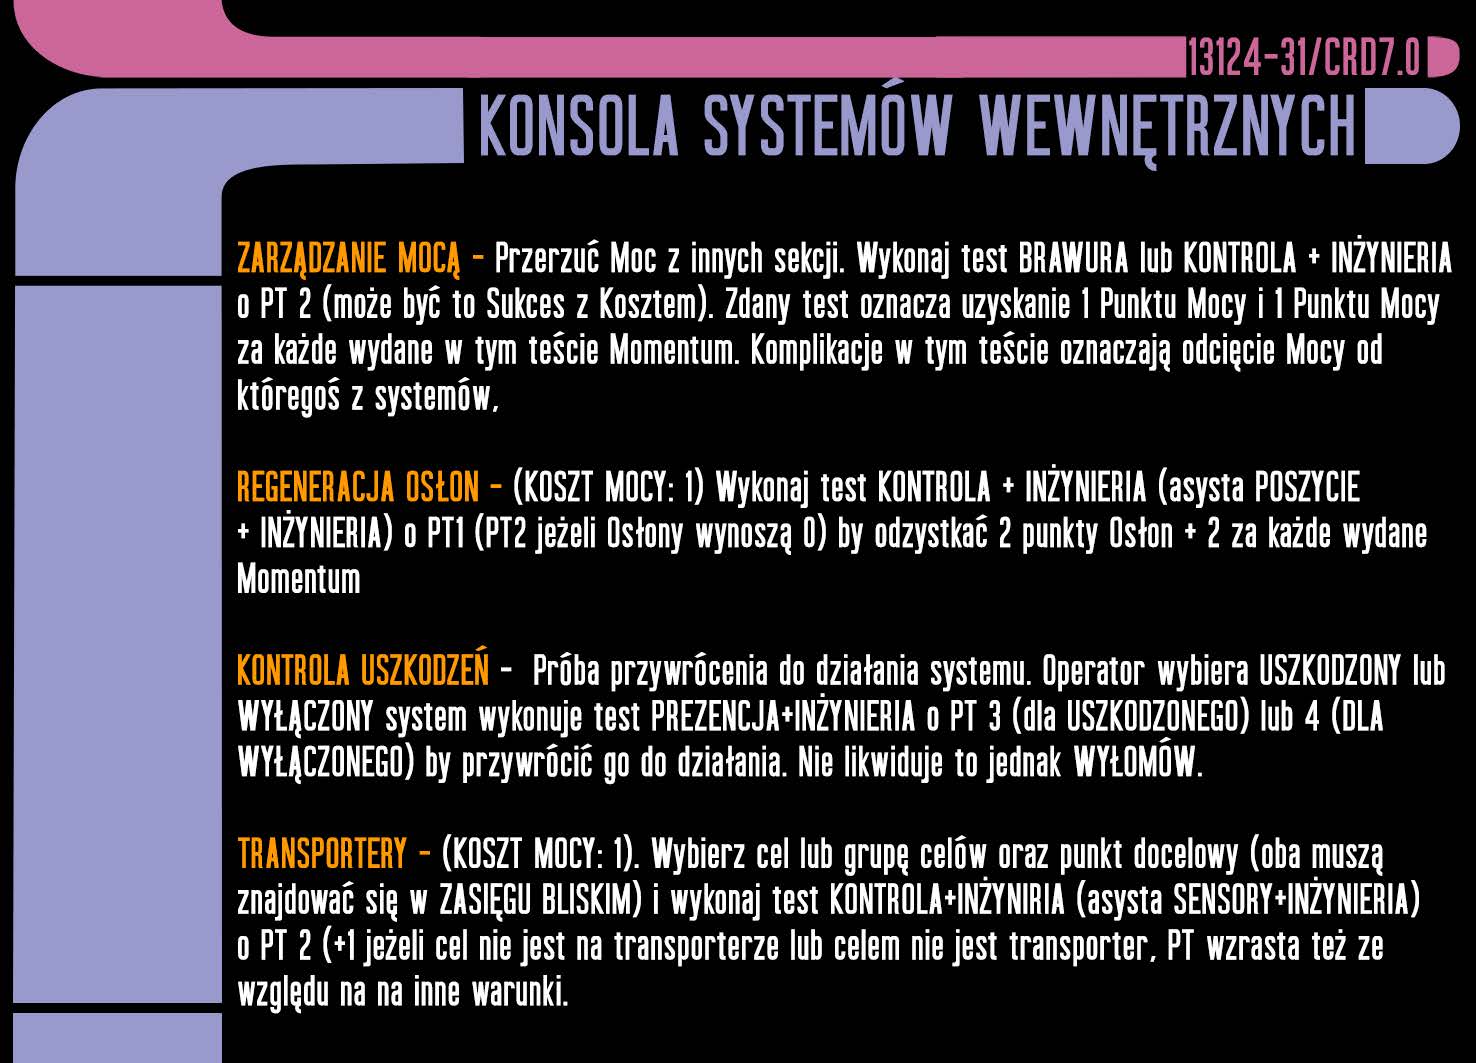 13124-31/CRD7.0
KONSOLA SYSTEMÓW WEWNĘTRZNYCH
ZARZĄDZANIE MOCĄ - Przerzuć Moc z innych sekcji. Wykonaj test BRAWURA lub KONTROLA + INŻYNIERIA
o PT 2 (może być to Sukces z Kosztem). Zdany test oznacza uzyskanie 1 Punktu Mocy i 1 Punktu Mocy
za każde wydane w tym teście Momentum. Komplikacje w tym teście oznaczają odcięcie Mocy od
któregoś z systemów,
REGENERACJA OSŁON - (KOSZT MOCY: 1) Wykonaj test KONTROLA + INŻYNIERIA (asysta POSZYCIE
+ INŻYNIERIA) o PT1 (PT2 jeżeli Osłony wynoszą 0) by odzystkać 2 punkty Osłon + 2 za każde wydane
Momentum
KONTROLA USZKODZEŃ - Próba przywrócenia do działania systemu. Operator wybiera USZKODZONY lub
WYŁĄCZONY system wykonuje test PREZENCJA+INŻYNIERIA o PT 3 (dla USZKODZONEGO) lub 4 (DLA
WYŁĄCZONEGO) by przywrócić go do działania. Nie likwiduje to jednak WYŁOMÓW.
TRANSPORTERY - (KOSZT MOCY: 1). Wybierz cel lub grupę celów oraz punkt docelowy (oba muszą
znajdować się w ZASIĘGU BLISKIM) i wykonaj test KONTROLA+INŻYNIRIA (asysta SENSORY+INŻYNIERIA)
o PT 2 (+1 jeżeli cel nie jest na transporterze lub celem nie jest transporter, PT wzrasta też ze
względu na na inne warunki.